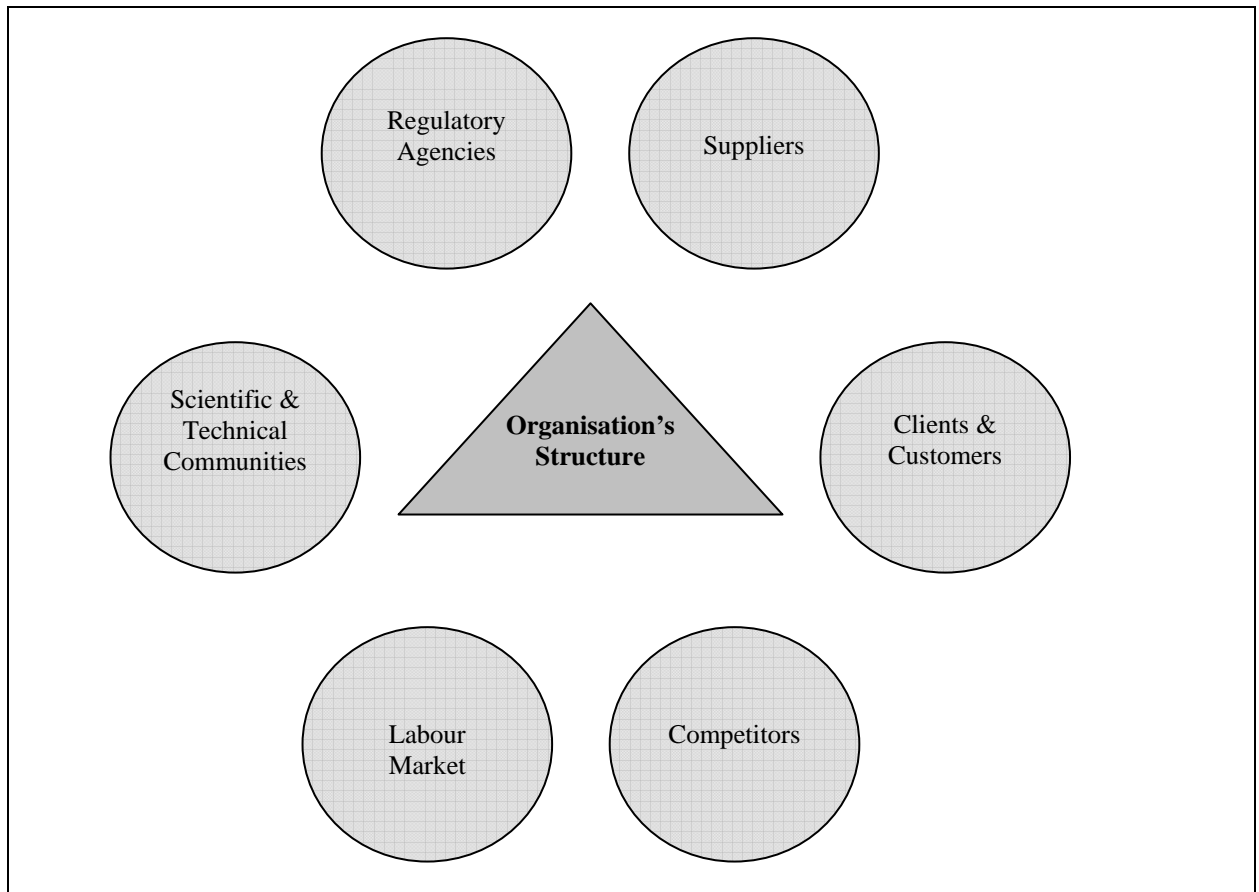 Regulatory
Agencies
Suppliers
Scientific &
Technical
Communities
Organisation’s
Structure
Clients &
Customers
Labour
Market
Competitors